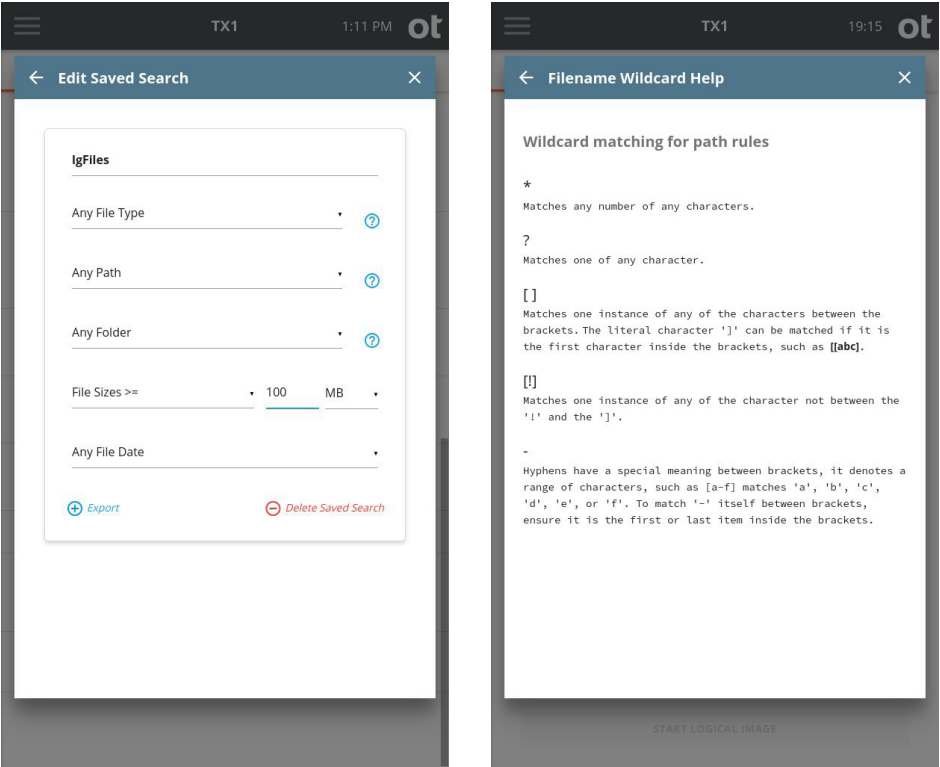 TX1
1:11 PM
ot
Edit Saved Search
lgFiles
Any File Type
Any Path
Any Folder
File Sizes >=
100
MB
Any File Date
Export
Delete Saved Search
TX1
19:15
ot
Filename Wildcard Help
Wildcard matching for path rules
*
Matches any number of any characters.
?
Matches one of any character.
[ ]
Matches one instance of any of the characters between the
brackets. The literal character ']' can be matched if it is
the first character inside the brackets, such as [[abc].
[!]
Matches one instance of any of the character not between the
'!' and the ']'.
-
Hyphens have a special meaning between brackets, it denotes a
range of characters, such as [a-f] matches 'a', 'b', 'c',
'd', 'e', or 'f'. To match '-' itself between brackets,
ensure it is the first or last item inside the brackets.
START LOGICAL IMAGE